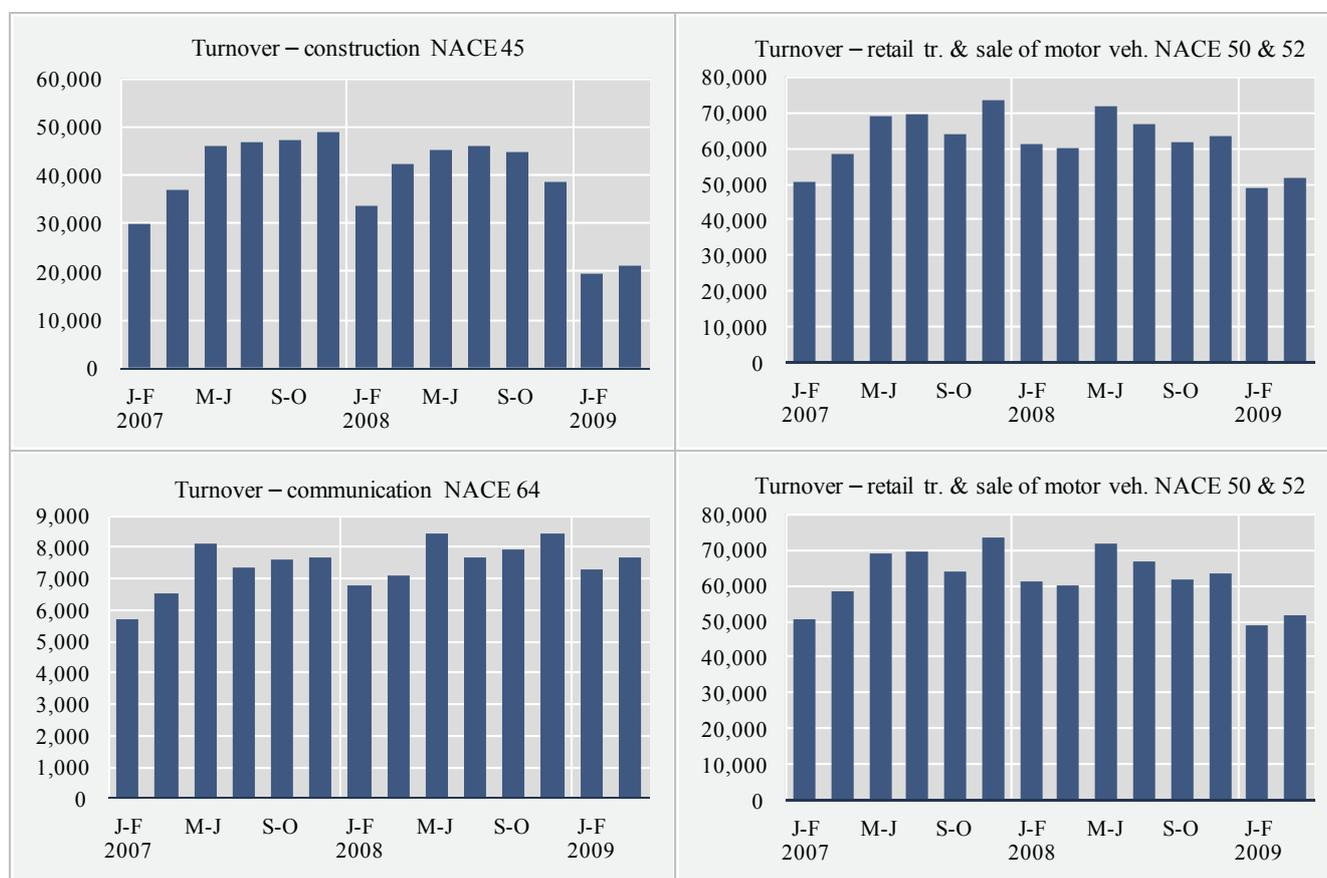 Turnover – construction NACE 45
60,000
50,000
40,000
30,000
20,000
10,000
0
J-F M-J S-O J-F M-J S-O J-F
2007 2008 2009
Turnover – retail tr. & sale of motor veh. NACE 50 & 52
80,000
70,000
60,000
50,000
40,000
30,000
20,000
10,000
0
J-F M-J S-O J-F M-J S-O J-F
2007 2008 2009
Turnover – communication NACE 64
9,000
8,000
7,000
6,000
5,000
4,000
3,000
2,000
1,000
0
J-F M-J S-O J-F M-J S-O J-F
2007 2008 2009
Turnover – retail tr. & sale of motor veh. NACE 50 & 52
80,000
70,000
60,000
50,000
40,000
30,000
20,000
10,000
0
J-F M-J S-O J-F M-J S-O J-F
2007 2008 2009